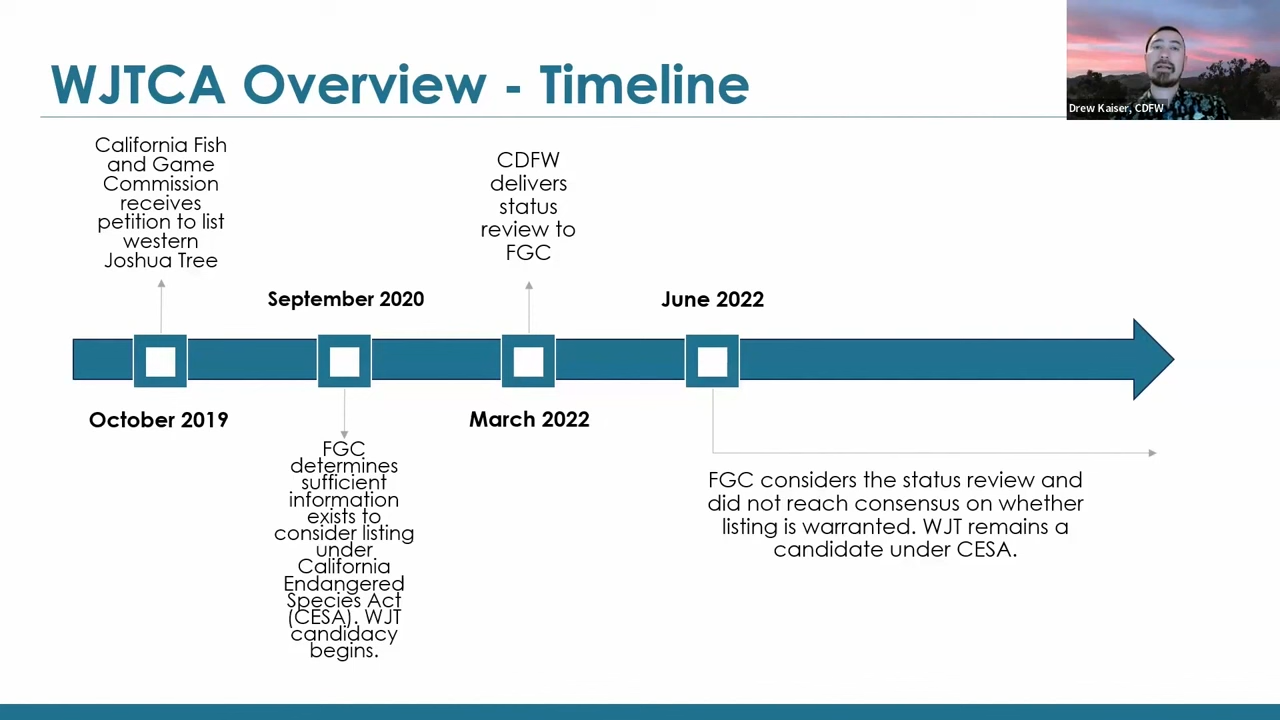 WJTCA Overview - Timeline
Drew Kaiser, CDFW
California Fish
and Game
Commission
receives
petition to list
western
Joshua Tree
October 2019
September 2020
FGC
determines
sufficient
information
exists to
consider listing
under
California
Endangered
Species Act
(CESA). WJT
candidacy
begins.
CDFW
delivers
status
review to
FGC
March 2022
June 2022
FGC considers the status review and
did not reach consensus on whether
listing is warranted. WJT remains a
candidate under CESA.